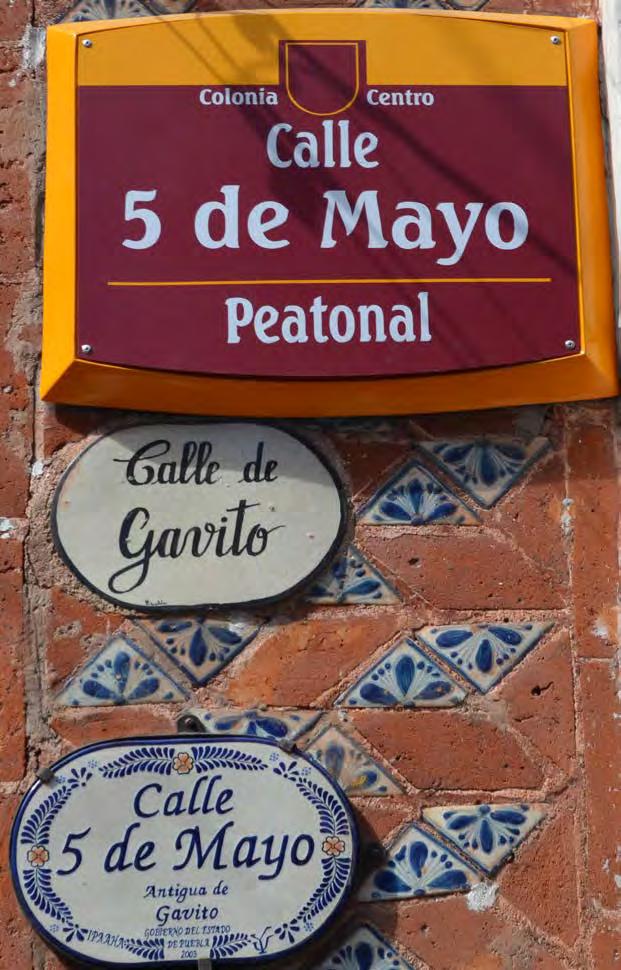 Colonia Centro
Calle
5 de Mayo
Peatonal
Calle de
Gavito
Calle
5 de Mayo
Antigua de
Gavito
GOBIERNO DEL ESTADO
DE PUEBLA
2003